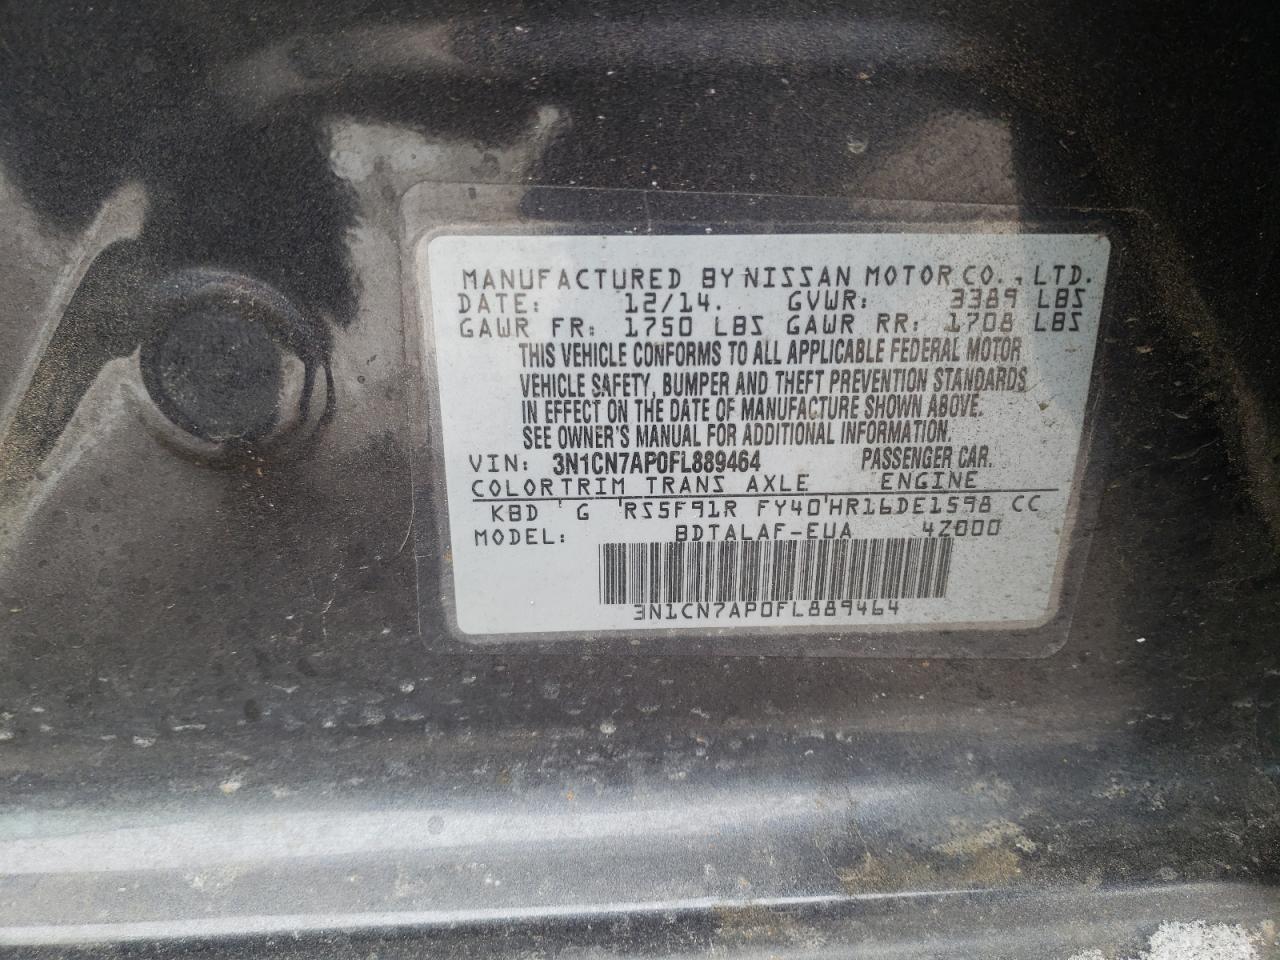 MANUFACTURED BY NISSAN MOTOR CO., LTD.
DATE: 12/14. GVWR: 3389 LBS
GAWR FR: 1750 LBS GAWR RR: 1708 LBS
THIS VEHICLE CONFORMS TO ALL APPLICABLE FEDERAL MOTOR
VEHICLE SAFETY, BUMPER AND THEFT PREVENTION STANDARDS
IN EFFECT ON THE DATE OF MANUFACTURE SHOWN ABOVE.
SEE OWNER'S MANUAL FOR ADDITIONAL INFORMATION.
VIN: 3N1CN7AP0FL889464 PASSENGER CAR.
COLORTRIM TRANS AXLE ENGINE
KBD ' G 'RS5F91R FY40'HR16DE1598 CC
MODEL: BDTALAF-EUA 4Z000
3N1CN7AP0FL889464